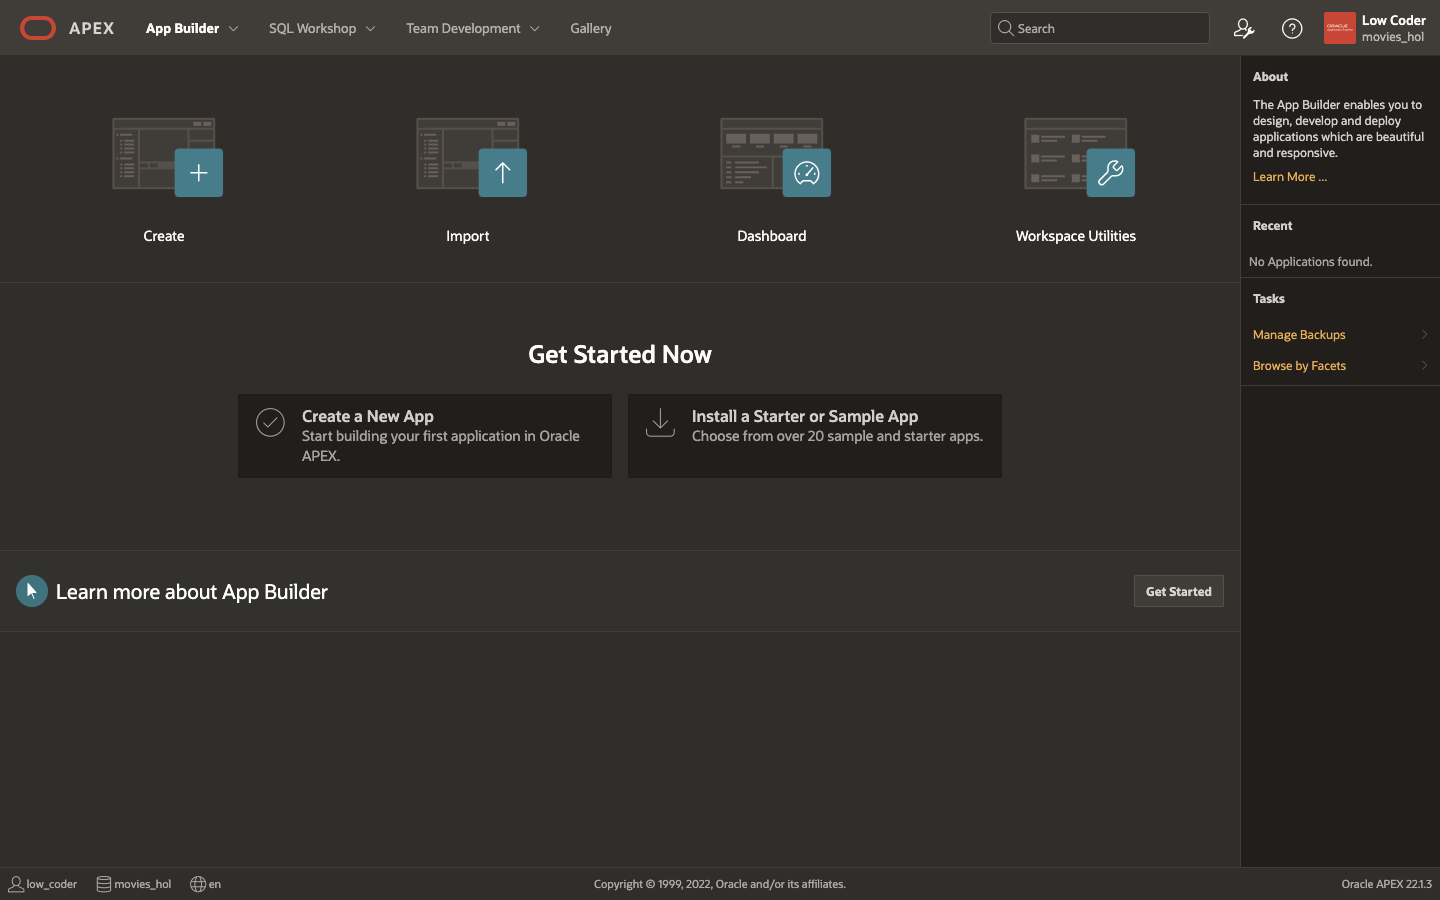 APEX
App Builder
SQL Workshop
Team Development
Gallery
Search
Low Coder
movies_hol
Create
Import
Dashboard
Workspace Utilities
Get Started Now
Create a New App
Start building your first application in Oracle
APEX.
Install a Starter or Sample App
Choose from over 20 sample and starter apps.
Learn more about App Builder
Get Started
About
The App Builder enables you to
design, develop and deploy
applications which are beautiful
and responsive.
Learn More ...
Recent
No Applications found.
Tasks
Manage Backups
Browse by Facets
low_coder
movies_hol
en
Copyright © 1999, 2022, Oracle and/or its affiliates.
Oracle APEX 22.1.3